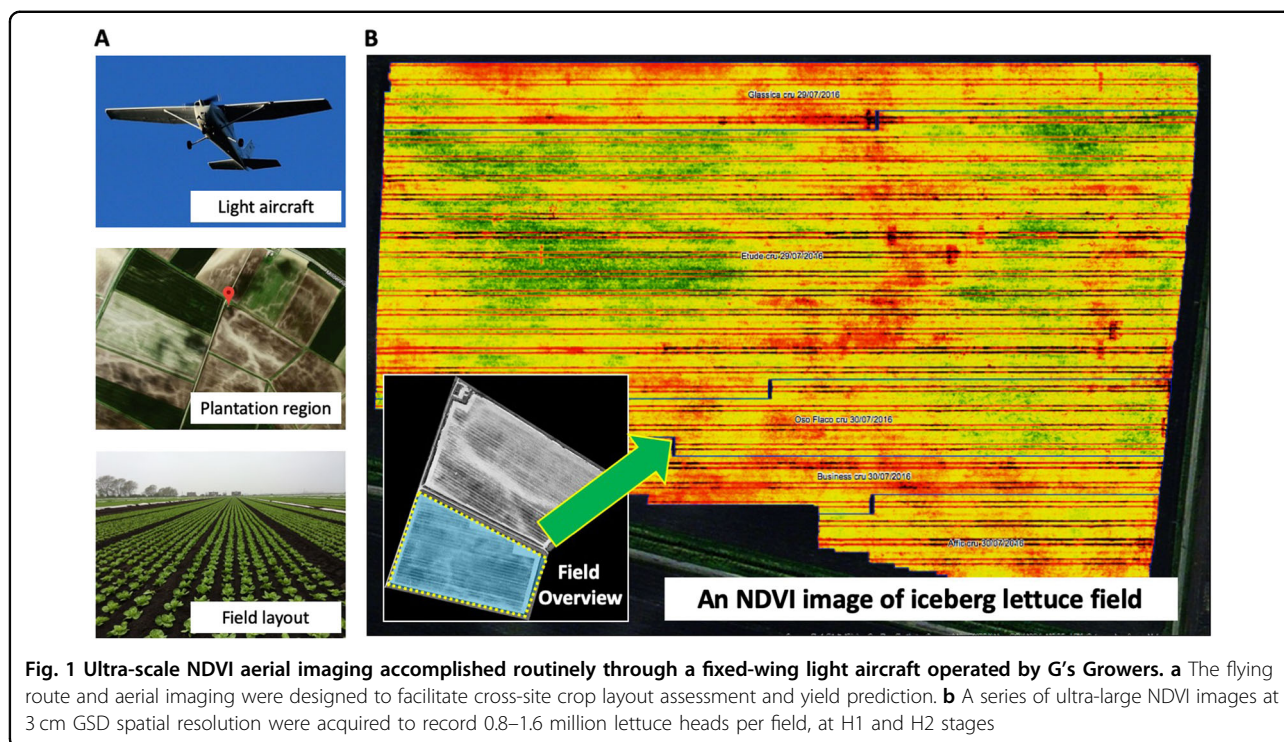 A
B
Light aircraft
Plantation region
Field layout
Glassica cru 29/07/2016
Etude cru 29/07/2016
Oso Flaco cru 30/07/2016
Business cru 30/07/2016
Affic cru 30/07/2016
Field
Overview
An NDVI image of iceberg lettuce field
Fig. 1 Ultra-scale NDVI aerial imaging accomplished routinely through a fixed-wing light aircraft operated by G’s Growers. a The flying
route and aerial imaging were designed to facilitate cross-site crop layout assessment and yield prediction. b A series of ultra-large NDVI images at
3 cm GSD spatial resolution were acquired to record 0.8–1.6 million lettuce heads per field, at H1 and H2 stages